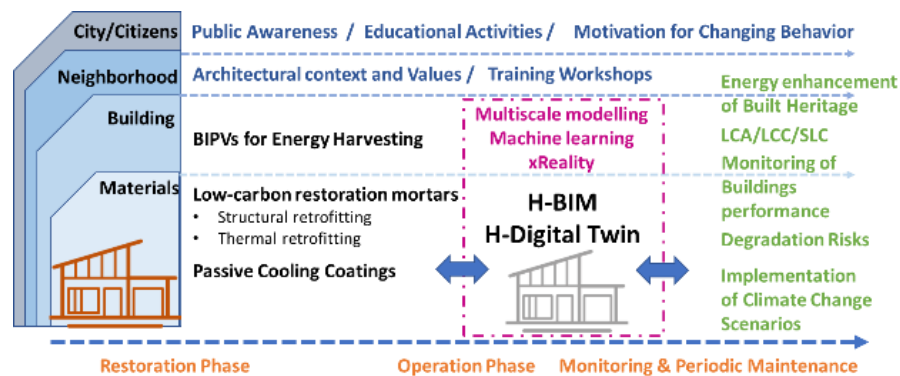 City/Citizens
Public Awareness / Educational Activities / Motivation for Changing Behavior
Neighborhood
Architectural context and Values / Training Workshops
Building
BIPVs for Energy Harvesting
Materials
Low-carbon restoration mortars
• Structural retrofitting
• Thermal retrofitting
Passive Cooling Coatings
Multiscale modelling
Machine learning
xReality
H-BIM
H-Digital Twin
Energy enhancement
of Built Heritage
LCA/LCC/SLC
Monitoring of
Buildings
performance
Degradation Risks
Implementation
of Climate Change
Scenarios
Restoration Phase
Operation Phase
Monitoring & Periodic Maintenance